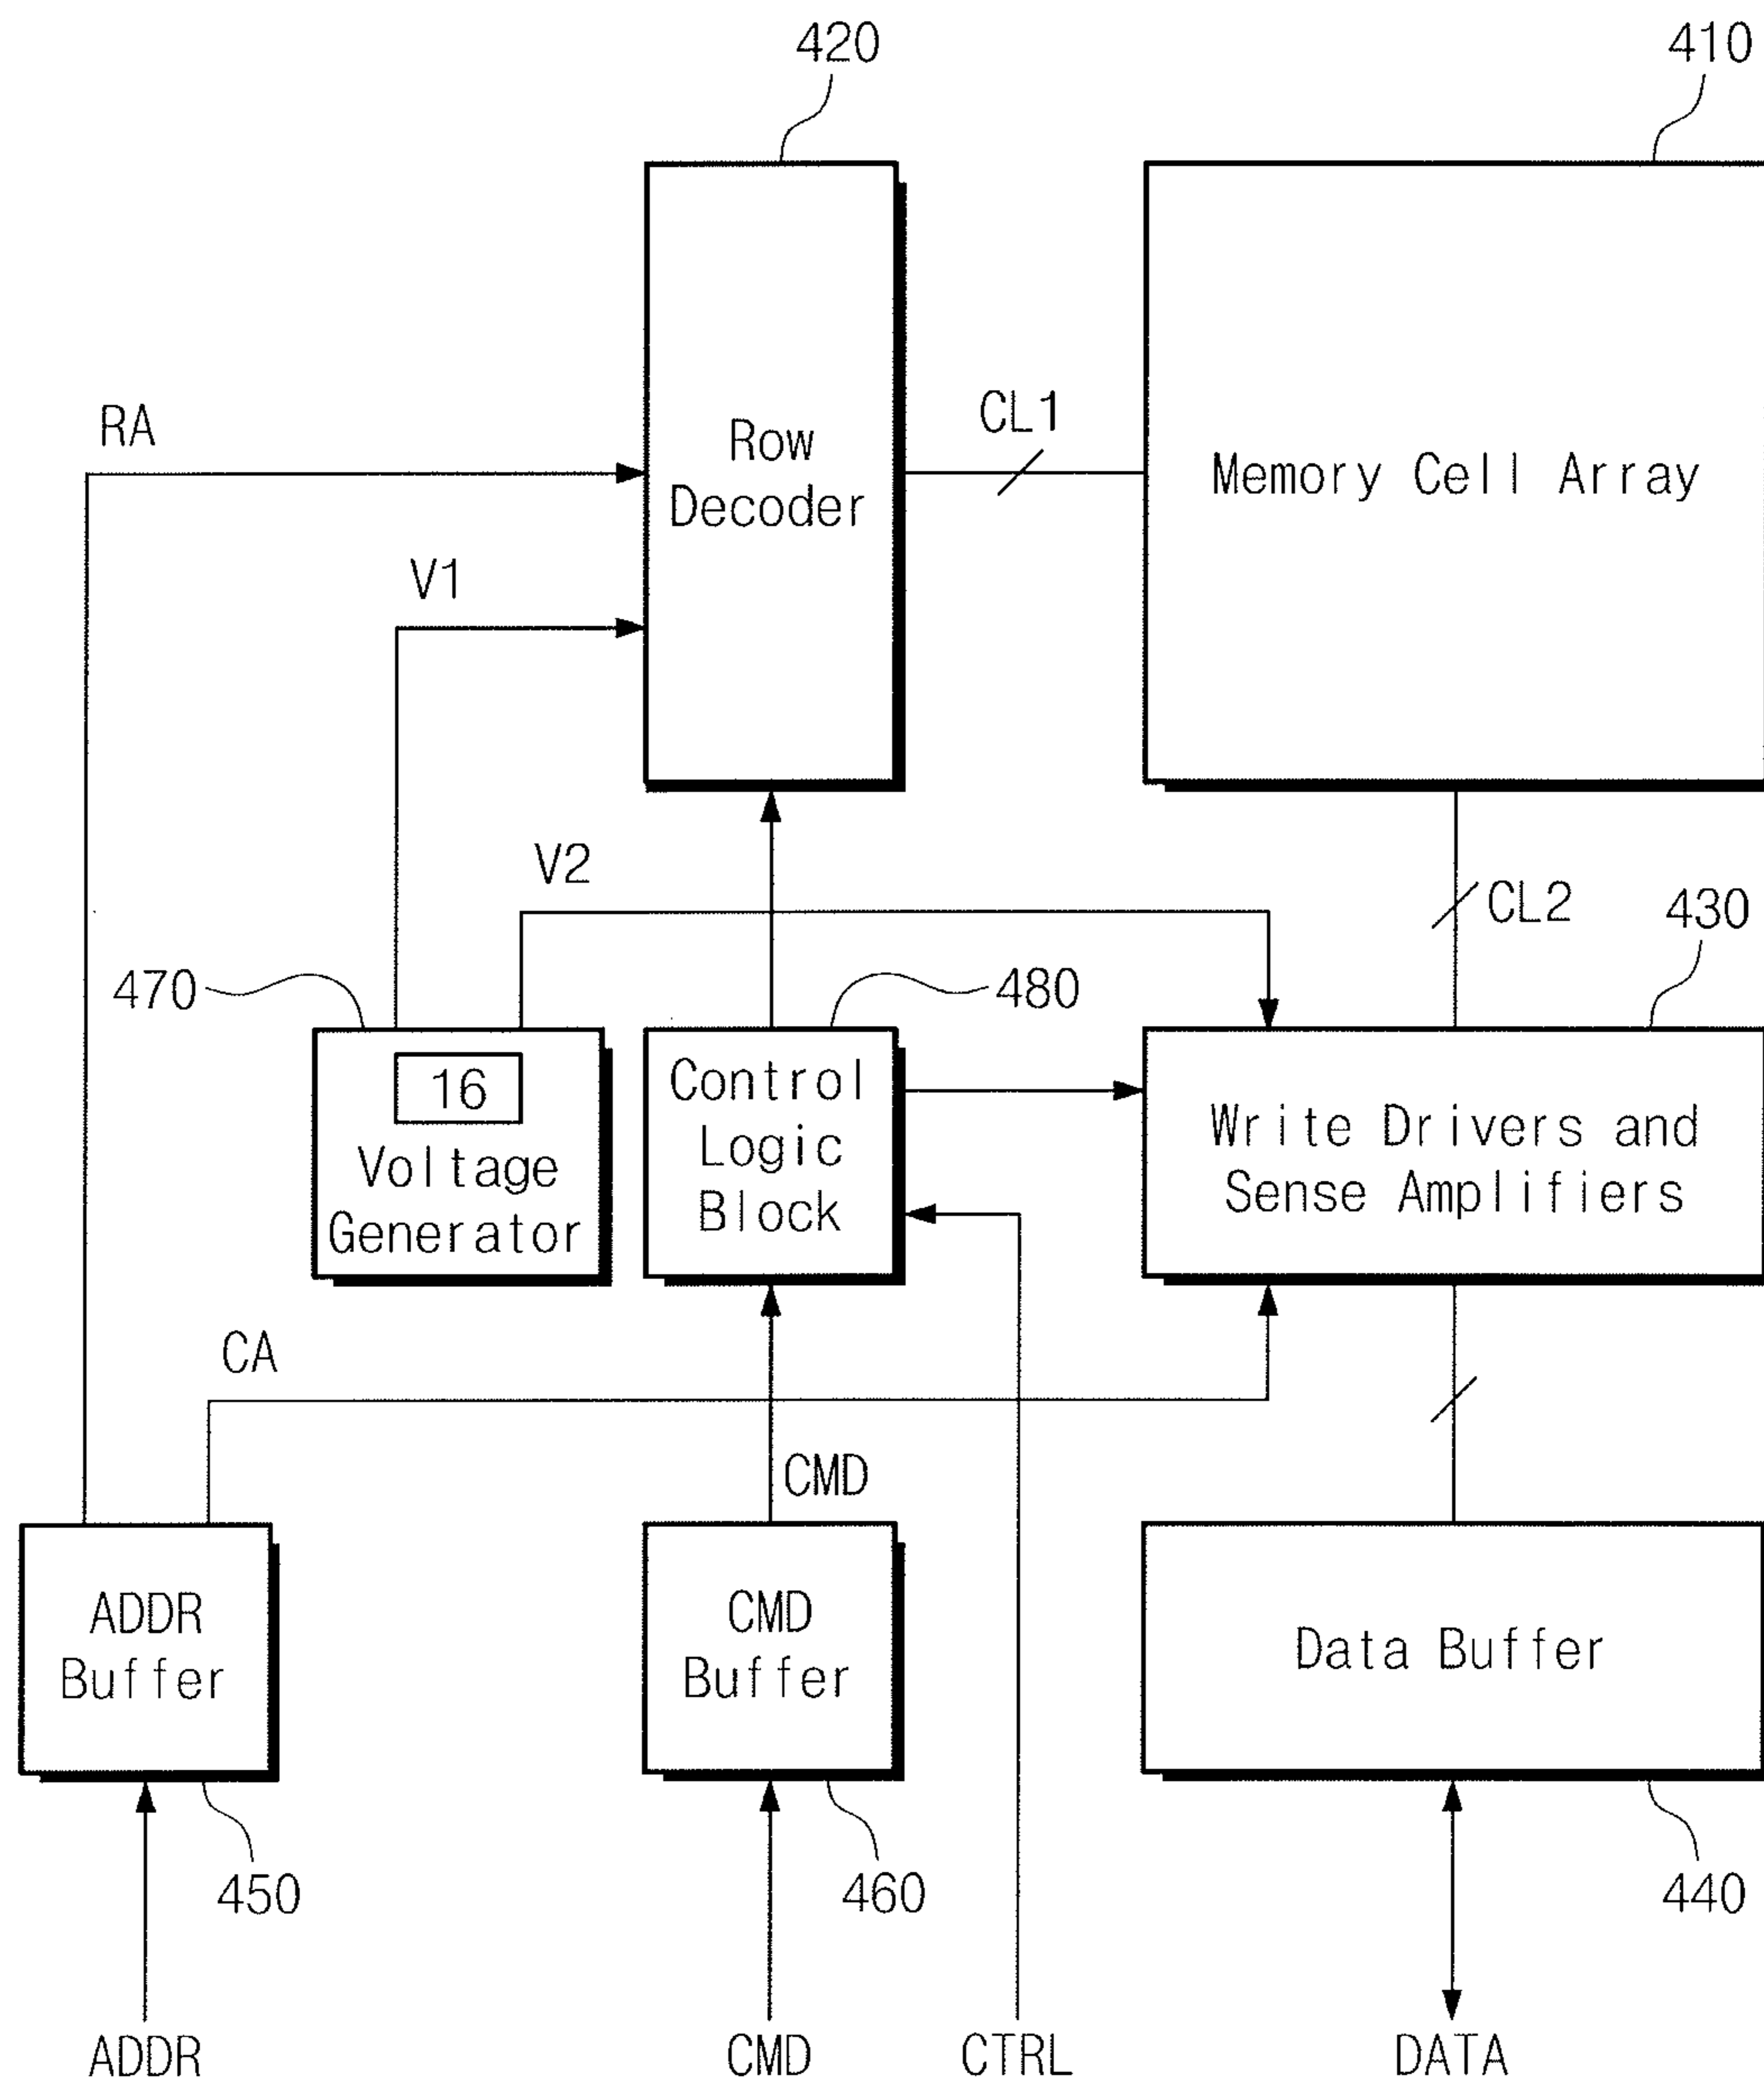 420
410
RA
Row
Decoder
CL1
Memory Cell Array
V1
V2
CL2
430
470
480
16
Voltage
Generator
Control
Logic
Block
Write Drivers and
Sense Amplifiers
CA
CMD
ADDR
Buffer
CMD
Buffer
Data Buffer
450
460
440
ADDR
CMD
CTRL
DATA